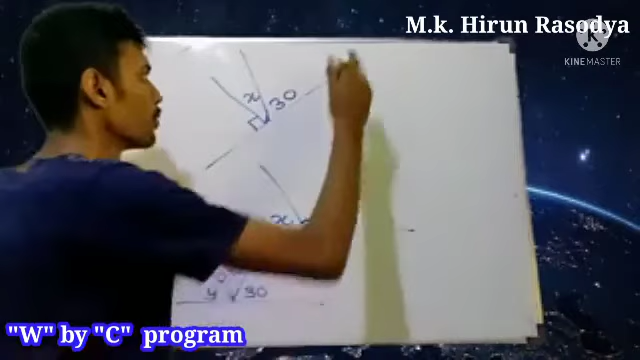 M.k. Hirun Rasodya
KINEMASTER
x 30
x
y 30
"W" by "C" program